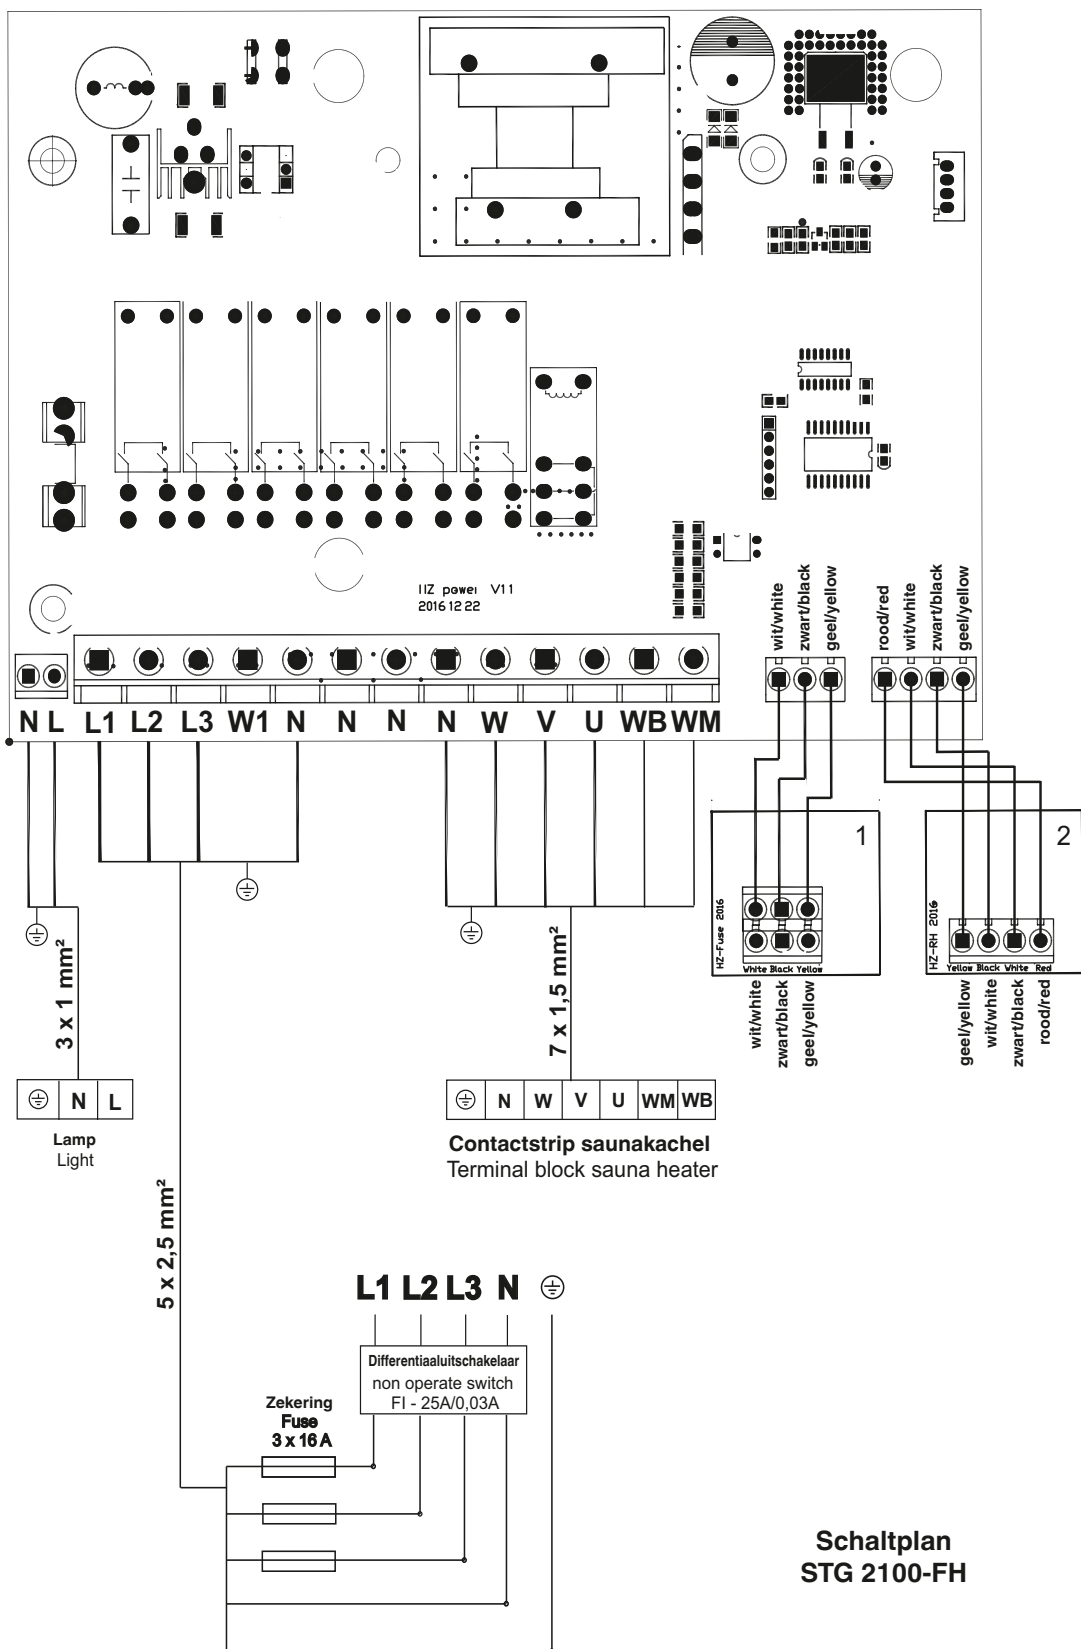 IIZ power V11
2016 12 22
wit/white
zwart/black
geel/yellow
rood/red
wit/white
zwart/black
geel/yellow
N L L1 L2 L3 W1 N N N N W V U WB WM
1
HZ-Fuse 2016
White Black Yellow
wit/white
zwart/black
geel/yellow
2
HZ-RH 2016
Yellow Black White Red
geel/yellow
wit/white
zwart/black
rood/red
3 x 1 mm²
N L
Lamp
Light
7 x 1,5 mm²
N W V U WM WB
Contactstrip saunakachel
Terminal block sauna heater
5 x 2,5 mm²
L1 L2 L3 N
Differentiaaluitschakelaar
non operate switch
FI - 25A/0,03A
Zekering
Fuse
3 x 16 A
Schaltplan
STG 2100-FH